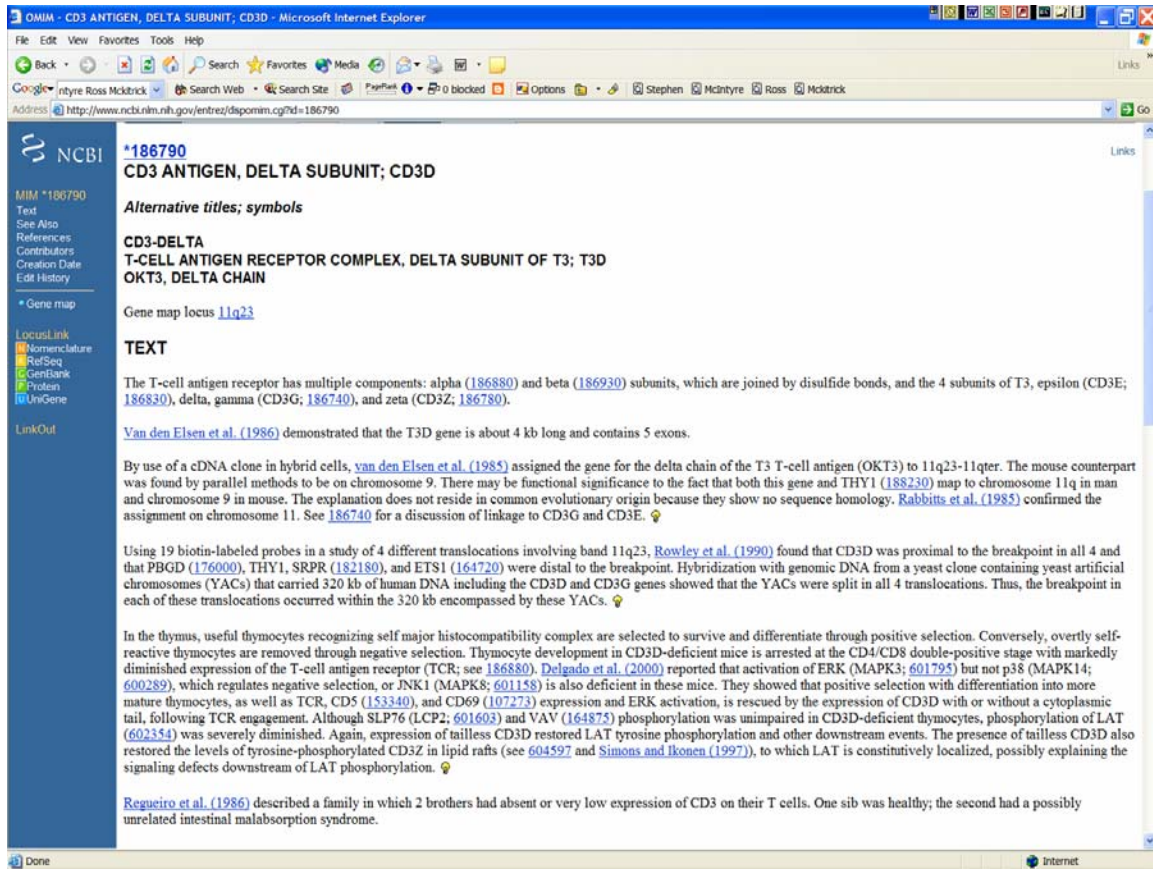 OMIM - CD3 ANTIGEN, DELTA SUBUNIT; CD3D - Microsoft Internet Explorer
File Edit View Favorites Tools Help
Back Search Favorites Media Links
Google ntyre Ross Mckitrick Search Web Search Site PageRank 0 blocked Options Stephen McIntyre Ross Mckitrick
Address http://www.ncbi.nlm.nih.gov/entrez/dispomim.cgi?id=186790 Go
NCBI
MIM *186790
Text
See Also
References
Contributors
Creation Date
Edit History
Gene map
LocusLink
Nomenclature
RefSeq
GenBank
Protein
UniGene
LinkOut
*186790 Links
CD3 ANTIGEN, DELTA SUBUNIT; CD3D
Alternative titles; symbols
CD3-DELTA
T-CELL ANTIGEN RECEPTOR COMPLEX, DELTA SUBUNIT OF T3; T3D
OKT3, DELTA CHAIN
Gene map locus 11q23
TEXT
The T-cell antigen receptor has multiple components: alpha (186880) and beta (186930) subunits, which are joined by disulfide bonds, and the 4 subunits of T3, epsilon (CD3E;
186830), delta, gamma (CD3G; 186740), and zeta (CD3Z; 186780).
Van den Elsen et al. (1986) demonstrated that the T3D gene is about 4 kb long and contains 5 exons.
By use of a cDNA clone in hybrid cells, van den Elsen et al. (1985) assigned the gene for the delta chain of the T3 T-cell antigen (OKT3) to 11q23-11qter. The mouse counterpart
was found by parallel methods to be on chromosome 9. There may be functional significance to the fact that both this gene and THY1 (188230) map to chromosome 11q in man
and chromosome 9 in mouse. The explanation does not reside in common evolutionary origin because they show no sequence homology. Rabbitts et al. (1985) confirmed the
assignment on chromosome 11. See 186740 for a discussion of linkage to CD3G and CD3E.
Using 19 biotin-labeled probes in a study of 4 different translocations involving band 11q23, Rowley et al. (1990) found that CD3D was proximal to the breakpoint in all 4 and
that PBGD (176000), THY1, SRPR (182180), and ETS1 (164720) were distal to the breakpoint. Hybridization with genomic DNA from a yeast clone containing yeast artificial
chromosomes (YACs) that carried 320 kb of human DNA including the CD3D and CD3G genes showed that the YACs were split in all 4 translocations. Thus, the breakpoint in
each of these translocations occurred within the 320 kb encompassed by these YACs.
In the thymus, useful thymocytes recognizing self major histocompatibility complex are selected to survive and differentiate through positive selection. Conversely, overtly self-
reactive thymocytes are removed through negative selection. Thymocyte development in CD3D-deficient mice is arrested at the CD4/CD8 double-positive stage with markedly
diminished expression of the T-cell antigen receptor (TCR; see 186880). Delgado et al. (2000) reported that activation of ERK (MAPK3; 601795) but not p38 (MAPK14;
600289), which regulates negative selection, or JNK1 (MAPK8; 601158) is also deficient in these mice. They showed that positive selection with differentiation into more
mature thymocytes, as well as TCR, CD5 (153340), and CD69 (107273) expression and ERK activation, is rescued by the expression of CD3D with or without a cytoplasmic
tail, following TCR engagement. Although SLP76 (LCP2; 601603) and VAV (164875) phosphorylation was unimpaired in CD3D-deficient thymocytes, phosphorylation of LAT
(602354) was severely diminished. Again, expression of tailless CD3D restored LAT tyrosine phosphorylation and other downstream events. The presence of tailless CD3D also
restored the levels of tyrosine-phosphorylated CD3Z in lipid rafts (see 604597 and Simons and Ikonen (1997)), to which LAT is constitutively localized, possibly explaining the
signaling defects downstream of LAT phosphorylation.
Regueiro et al. (1986) described a family in which 2 brothers had absent or very low expression of CD3 on their T cells. One sib was healthy; the second had a possibly
unrelated intestinal malabsorption syndrome.
Done Internet